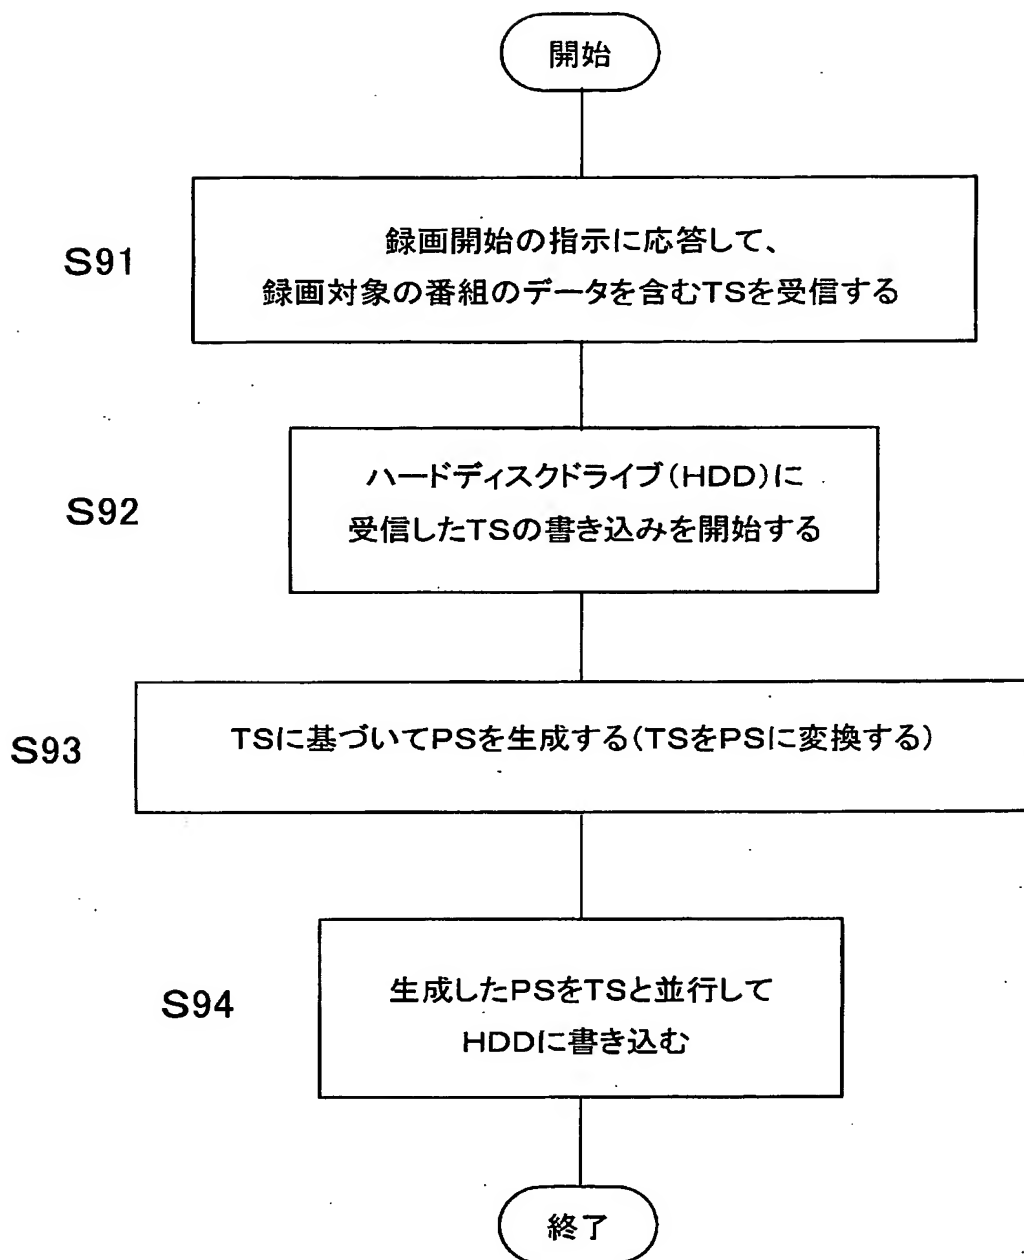 開始
S91
録画開始の指示に応答して、
録画対象の番組のデータを含むTSを受信する
S92
ハードディスクドライブ(HDD)に
受信したTSの書き込みを開始する
S93
TSに基づいてPSを生成する(TSをPSに変換する)
S94
生成したPSをTSと並行して
HDDに書き込む
終了